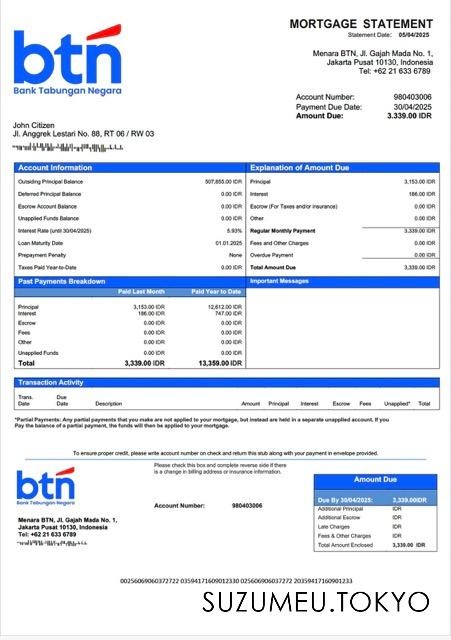 MORTGAGE STATEMENT
Statement Date: 05/04/2025
btn
Bank Tabungan Negara
Menara BTN, Jl. Gajah Mada No. 1,
Jakarta Pusat 10130, Indonesia
Tel: +62 21 633 6789
Account Number: 980403006
Payment Due Date: 30/04/2025
Amount Due: 3.339.00 IDR
John Citizen
Jl. Anggrek Lestari No. 88, RT 06 / RW 03
Account Information
Outsiding Principal Balance 507,855.00 IDR
Deferred Principal Balance 0.00 IDR
Escrow Account Balance 0.00 IDR
Unapplied Funds Balance 0.00 IDR
Interest Rate (until 30/04/2025) 5.93%
Loan Maturity Date 01.01.2025
Prepayment Penalty None
Taxes Paid Year-to-Date 0.00 IDR
Explanation of Amount Due
Principal 3,153.00 IDR
Interest 186.00 IDR
Escrow (For Taxes and/or insurance) 0.00 IDR
Other 0.00 IDR
Regular Monthly Payment 3,339.00 IDR
Fees and Other Charges 0.00 IDR
Overdue Payment 0.00 IDR
Total Amount Due 3,339.00 IDR
Past Payments Breakdown
Paid Last Month Paid Year to Date
Principal 3,153.00 IDR 12,612.00 IDR
Interest 186.00 IDR 747.00 IDR
Escrow 0.00 IDR 0.00 IDR
Fees 0.00 IDR 0.00 IDR
Other 0.00 IDR 0.00 IDR
Unapplied Funds 0.00 IDR 0.00 IDR
Total 3,339.00 IDR 13,359.00 IDR
Important Messages
Transaction Activity
Trans. Date Due Date Description Amount Principal Interest Escrow Fees Unapplied* Total
*Partial Payments: Any partial payments that you make are not applied to your mortgage, but instead are held in a separate unapplied account. If you
Pay the balance of a partial payment, the funds will then be applied to your mortgage.
To ensure proper credit, please write account number on check and return this stub along with your payment in envelope provided.
btn
Bank Tabungan Negara
Menara BTN, Jl. Gajah Mada No. 1,
Jakarta Pusat 10130, Indonesia
Tel: +62 21 633 6789
Please check this box and complete reverse side if there
is a change in billing address or insurance information.
Account Number: 980403006
Amount Due
Due By 30/04/2025: 3,339.00IDR
Additional Principal IDR
Additional Escrow IDR
Late Charges IDR
Fees & Other Charges IDR
Total Amount Enclosed 3,339.00 IDR
00256069060372722 03594171609012330 0256069060372722 20359417160901233
SUZUMEU.TOKYO